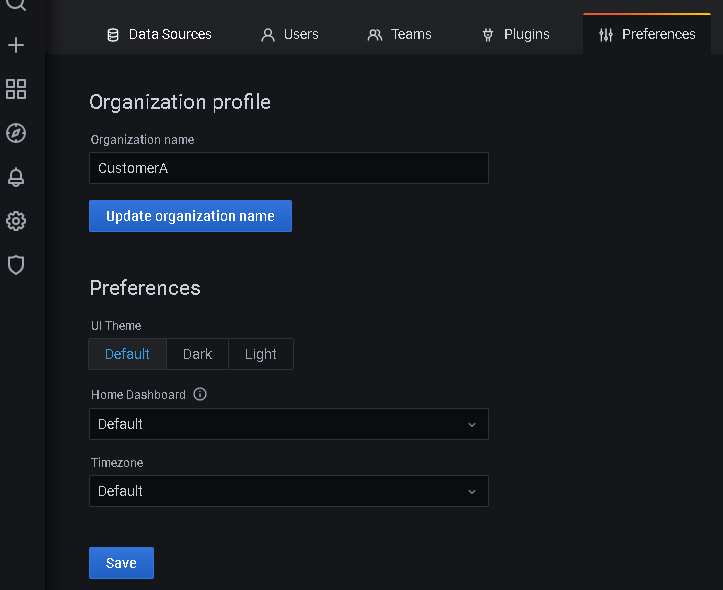 Data Sources Users Teams Plugins Preferences
Organization profile
Organization name
CustomerA
Update organization name
Preferences
UI Theme
Default Dark Light
Home Dashboard
Default
Timezone
Default
Save